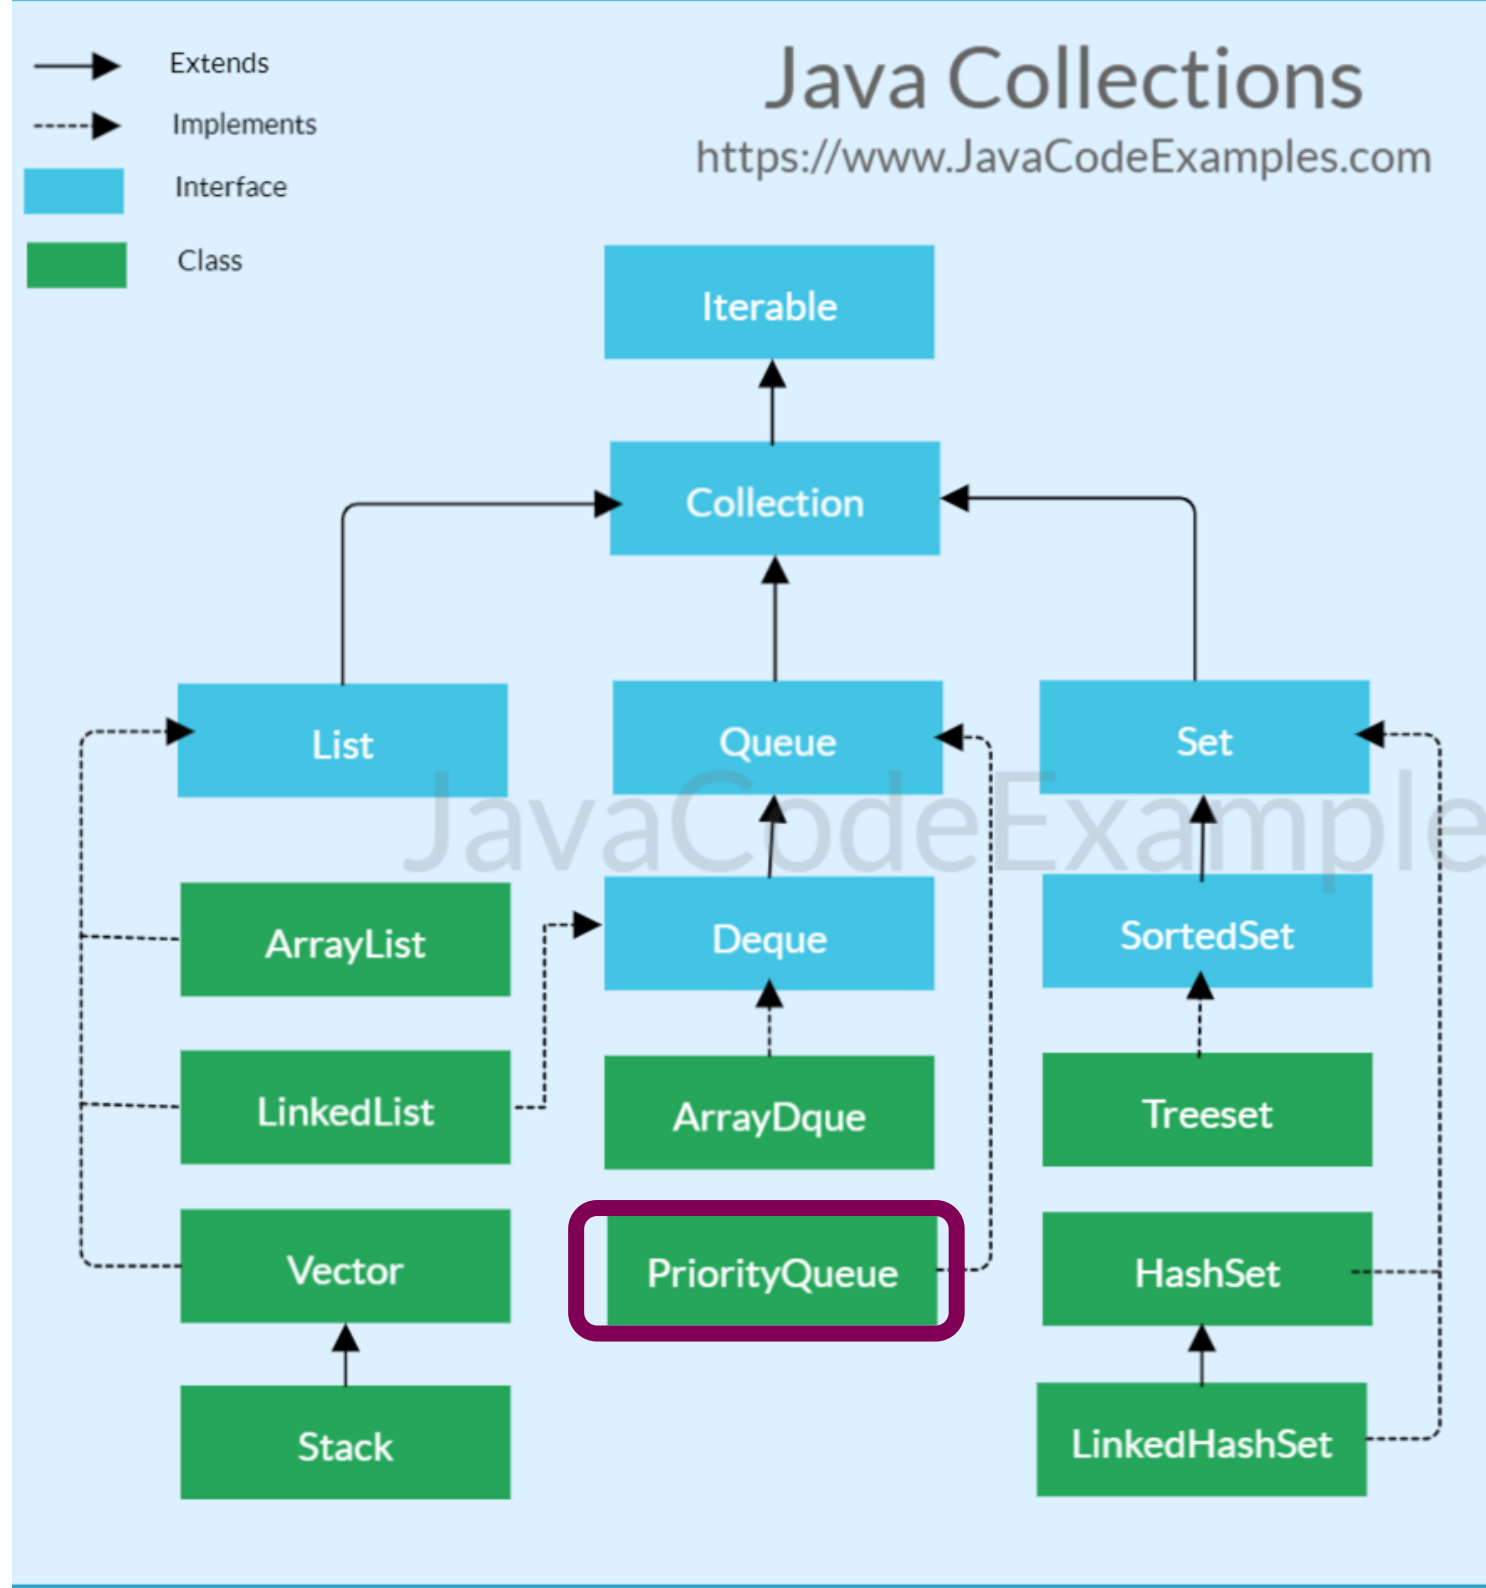 Extends
Implements
Interface
Class
Java Collections
https://www.JavaCodeExamples.com
Iterable
Collection
List
Queue
Set
JavaCodeExample
ArrayList
Deque
SortedSet
LinkedList
ArrayDque
Treeset
Vector
PriorityQueue
HashSet
Stack
LinkedHashSet